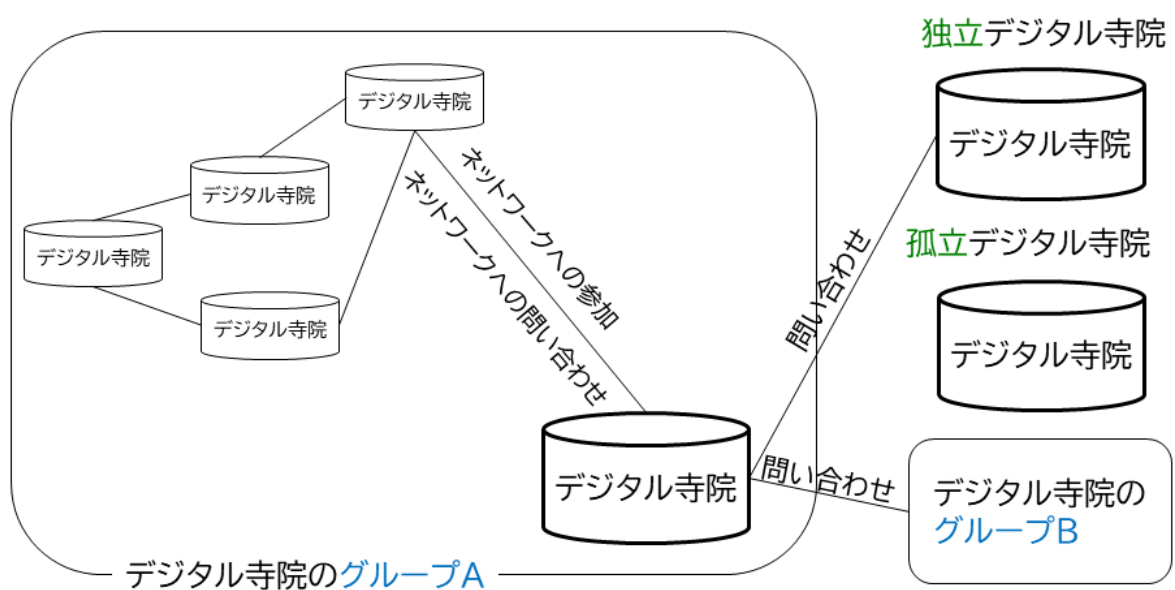 独立デジタル寺院
デジタル寺院
デジタル寺院
デジタル寺院
デジタル寺院
デジタル寺院
ネットワークへの参加
ネットワークへの問い合わせ
問い合わせ
孤立デジタル寺院
デジタル寺院
デジタル寺院
問い合わせ
デジタル寺院の
グループB
デジタル寺院のグループA